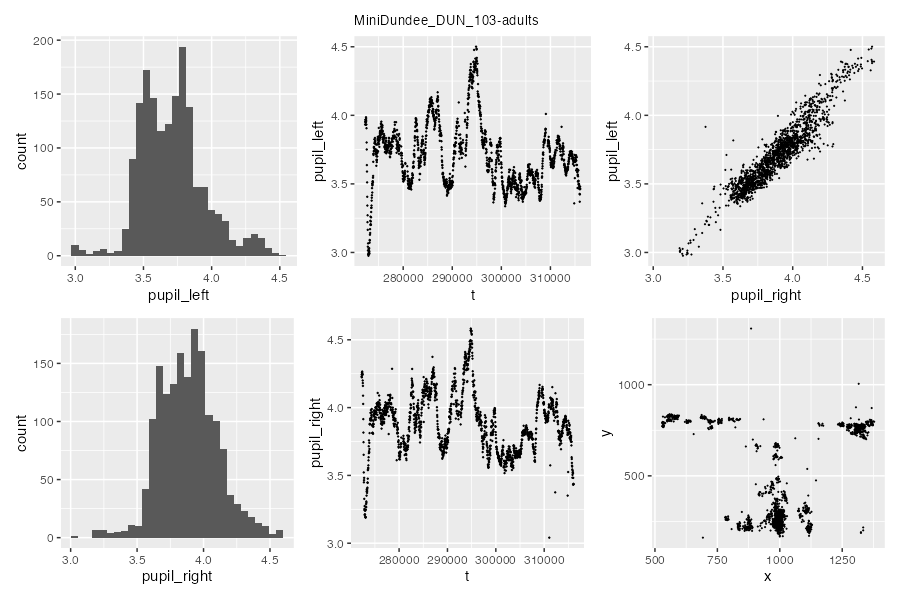 MiniDundee_DUN_103-adults
200
150
100
50
0
count
3.0 3.5 4.0 4.5
pupil_left
4.5
4.0
3.5
3.0
pupil_left
280000 290000 300000 310000
t
4.5
4.0
3.5
3.0
pupil_left
3.0 3.5 4.0 4.5
pupil_right
150
100
50
0
count
3.0 3.5 4.0 4.5
pupil_right
4.5
4.0
3.5
3.0
pupil_right
280000 290000 300000 310000
t
1000
500
y
500 750 1000 1250
x